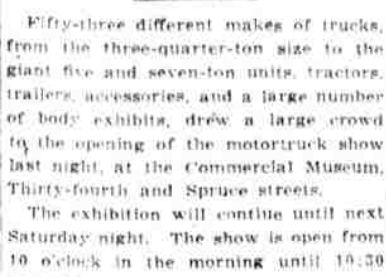 Fifty-three different makes of trucks,
from the three-quarter-ton size to the
giant five and seven-ton units, tractors,
trailers, accessories, and a large number
of body exhibits, drew a large crowd
to the opening of the motortruck show
last night, at the Commercial Museum,
Thirty-fourth and Spruce streets.
The exhibition will contiue until next
Saturday night. The show is open from
10 o'clock in the morning until 10:30